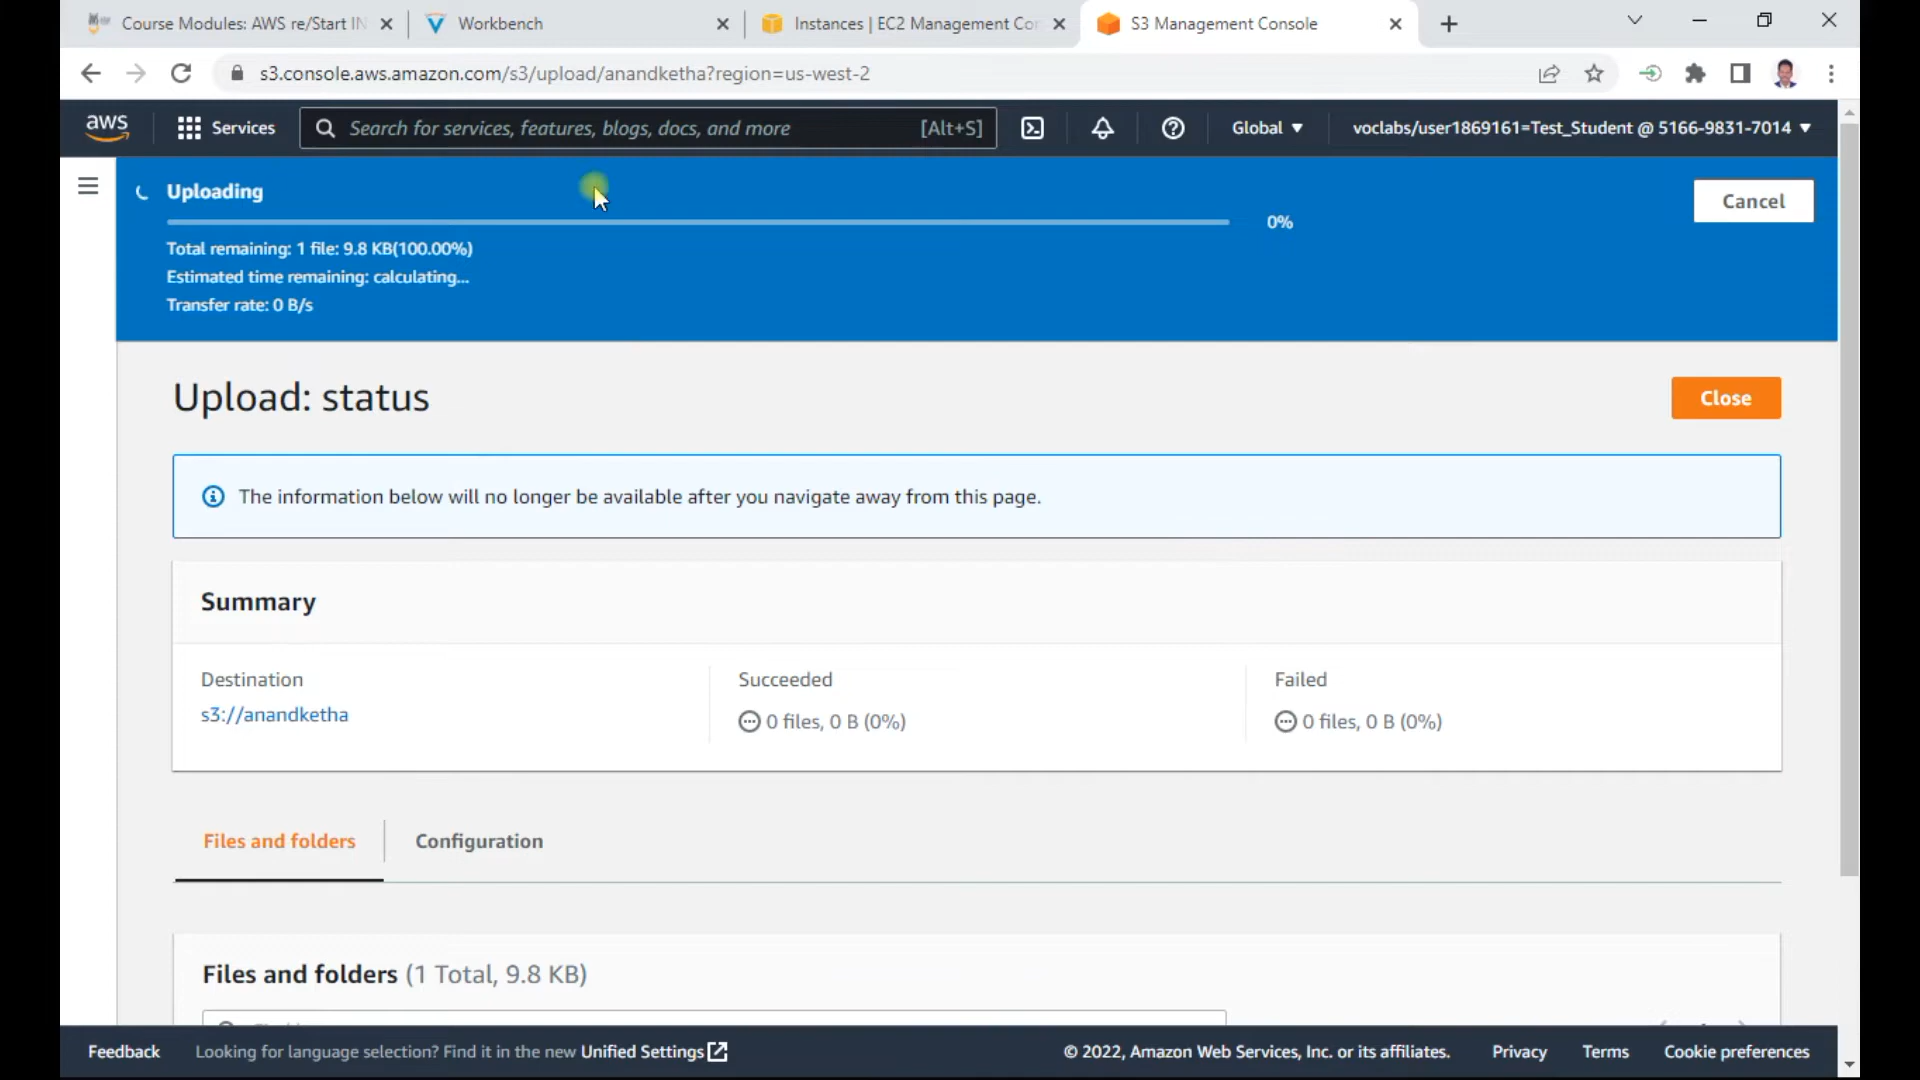 Course Modules: AWS re/Start IN
Workbench
Instances | EC2 Management Con
S3 Management Console
s3.console.aws.amazon.com/s3/upload/anandketha?region=us-west-2
aws
Services
Search for services, features, blogs, docs, and more
[Alt+S]
Global
voclabs/user1869161=Test_Student @ 5166-9831-7014
Uploading
Cancel
0%
Total remaining: 1 file: 9.8 KB(100.00%)
Estimated time remaining: calculating...
Transfer rate: 0 B/s
Upload: status
Close
The information below will no longer be available after you navigate away from this page.
Summary
Destination
s3://anandketha
Succeeded
0 files, 0 B (0%)
Failed
0 files, 0 B (0%)
Files and folders
Configuration
Files and folders (1 Total, 9.8 KB)
Feedback
Looking for language selection? Find it in the new Unified Settings
© 2022, Amazon Web Services, Inc. or its affiliates.
Privacy
Terms
Cookie preferences